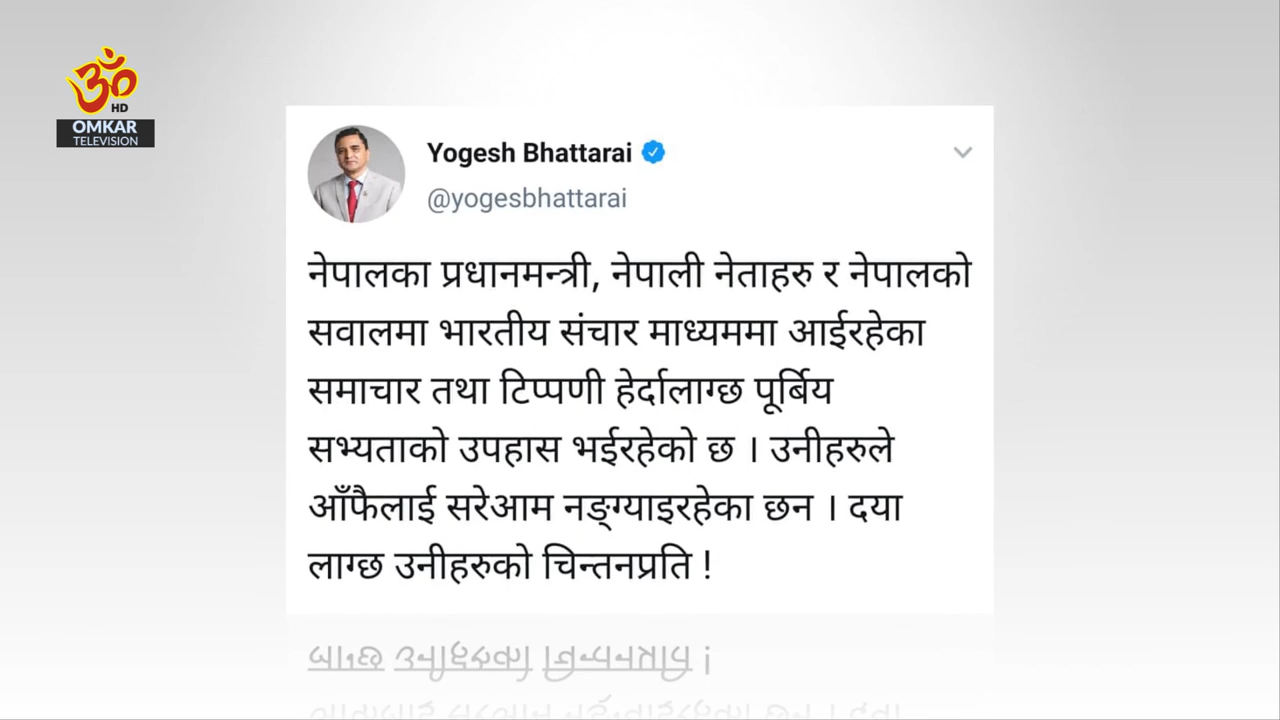 ॐ
HD
OMKAR
TELEVISION
Yogesh Bhattarai
@yogesbhattarai
नेपालका प्रधानमन्त्री, नेपाली नेताहरु र नेपालको
सवालमा भारतीय संचार माध्यममा आईरहेका
समाचार तथा टिप्पणी हेर्दालाग्छ पूर्बिय
सभ्यताको उपहास भईरहेको छ । उनीहरुले
आँफैलाई सरेआम नङ्ग्याइरहेका छन । दया
लाग्छ उनीहरुको चिन्तनप्रति !